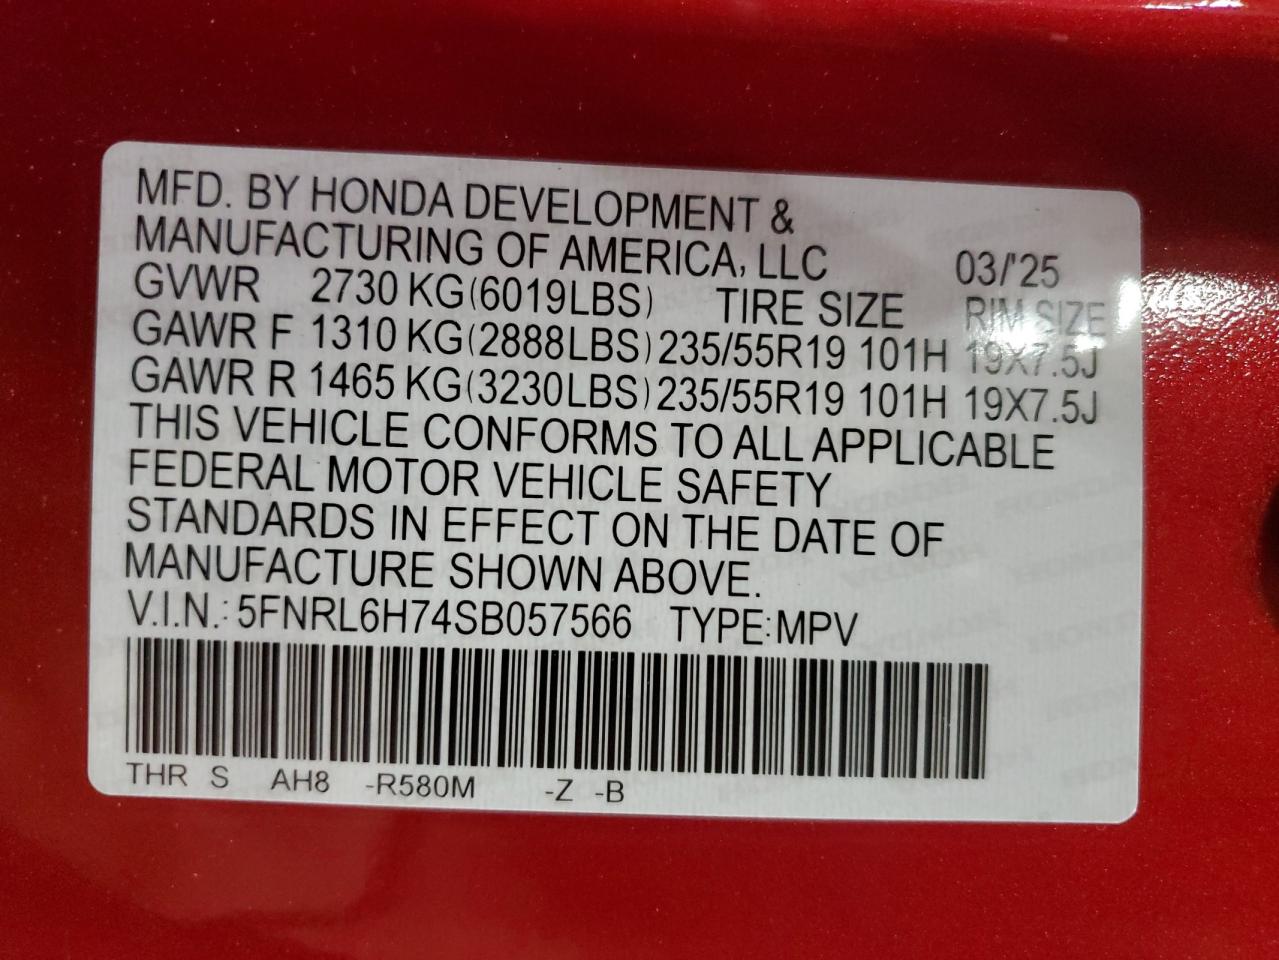 MFD. BY HONDA DEVELOPMENT &
MANUFACTURING OF AMERICA, LLC 03/'25
GVWR 2730 KG(6019LBS) TIRE SIZE RIM SIZE
GAWR F 1310 KG(2888LBS) 235/55R19 101H 19X7.5J
GAWR R 1465 KG(3230LBS) 235/55R19 101H 19X7.5J
THIS VEHICLE CONFORMS TO ALL APPLICABLE
FEDERAL MOTOR VEHICLE SAFETY
STANDARDS IN EFFECT ON THE DATE OF
MANUFACTURE SHOWN ABOVE.
V.I.N.: 5FNRL6H74SB057566 TYPE:MPV
THR S AH8 -R580M -Z -B